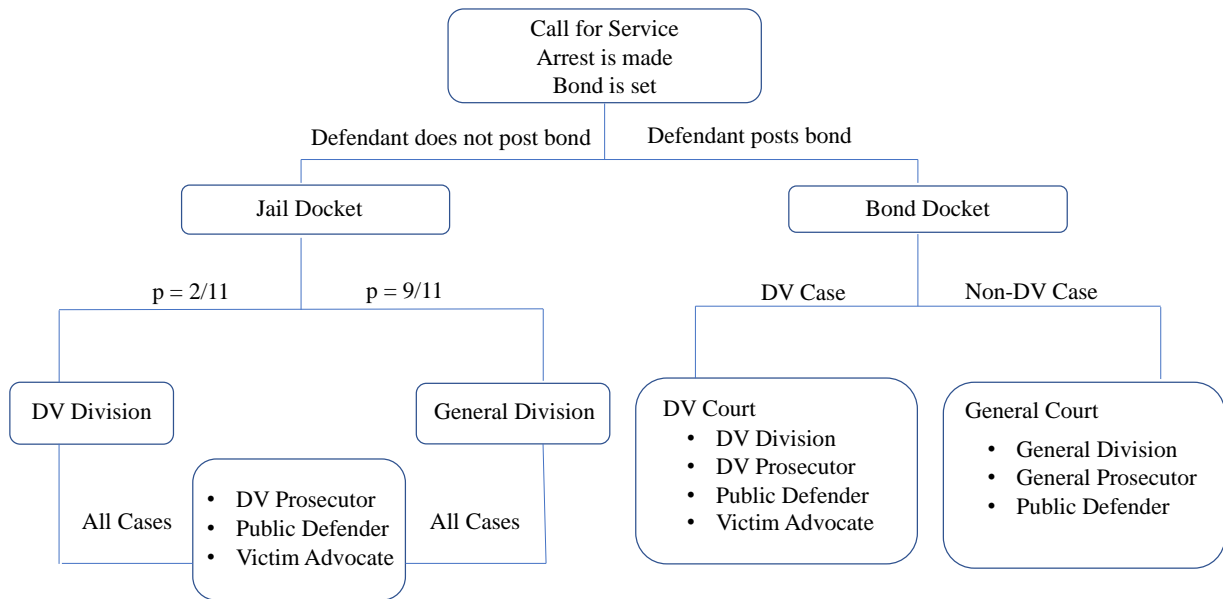 Call for Service
Arrest is made
Bond is set
Defendant does not post bond
Defendant posts bond
Jail Docket
Bond Docket
p = 2/11
p = 9/11
DV Case
Non-DV Case
DV Division
General Division
All Cases
• DV Prosecutor
• Public Defender
• Victim Advocate
All Cases
DV Court
• DV Division
• DV Prosecutor
• Public Defender
• Victim Advocate
General Court
• General Division
• General Prosecutor
• Public Defender